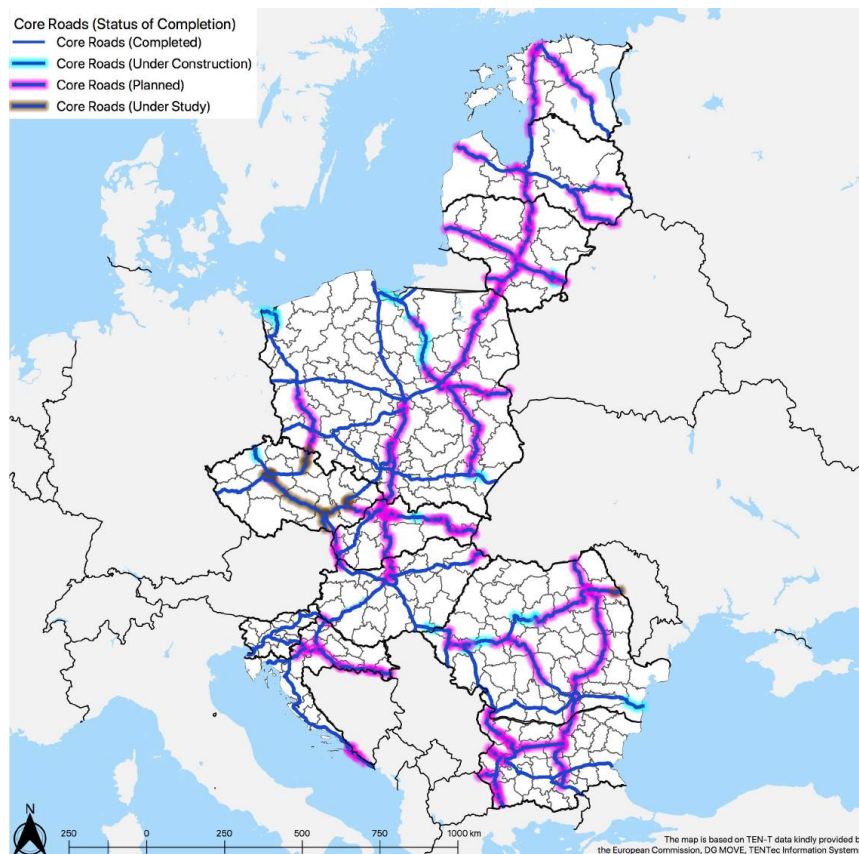 Core Roads (Status of Completion)
Core Roads (Completed)
Core Roads (Under Construction)
Core Roads (Planned)
Core Roads (Under Study)
N
250 0 250 500 750 1000 km
The map is based on TEN-T data kindly provided b
the European Commission, DG MOVE, TENTec Information Systems